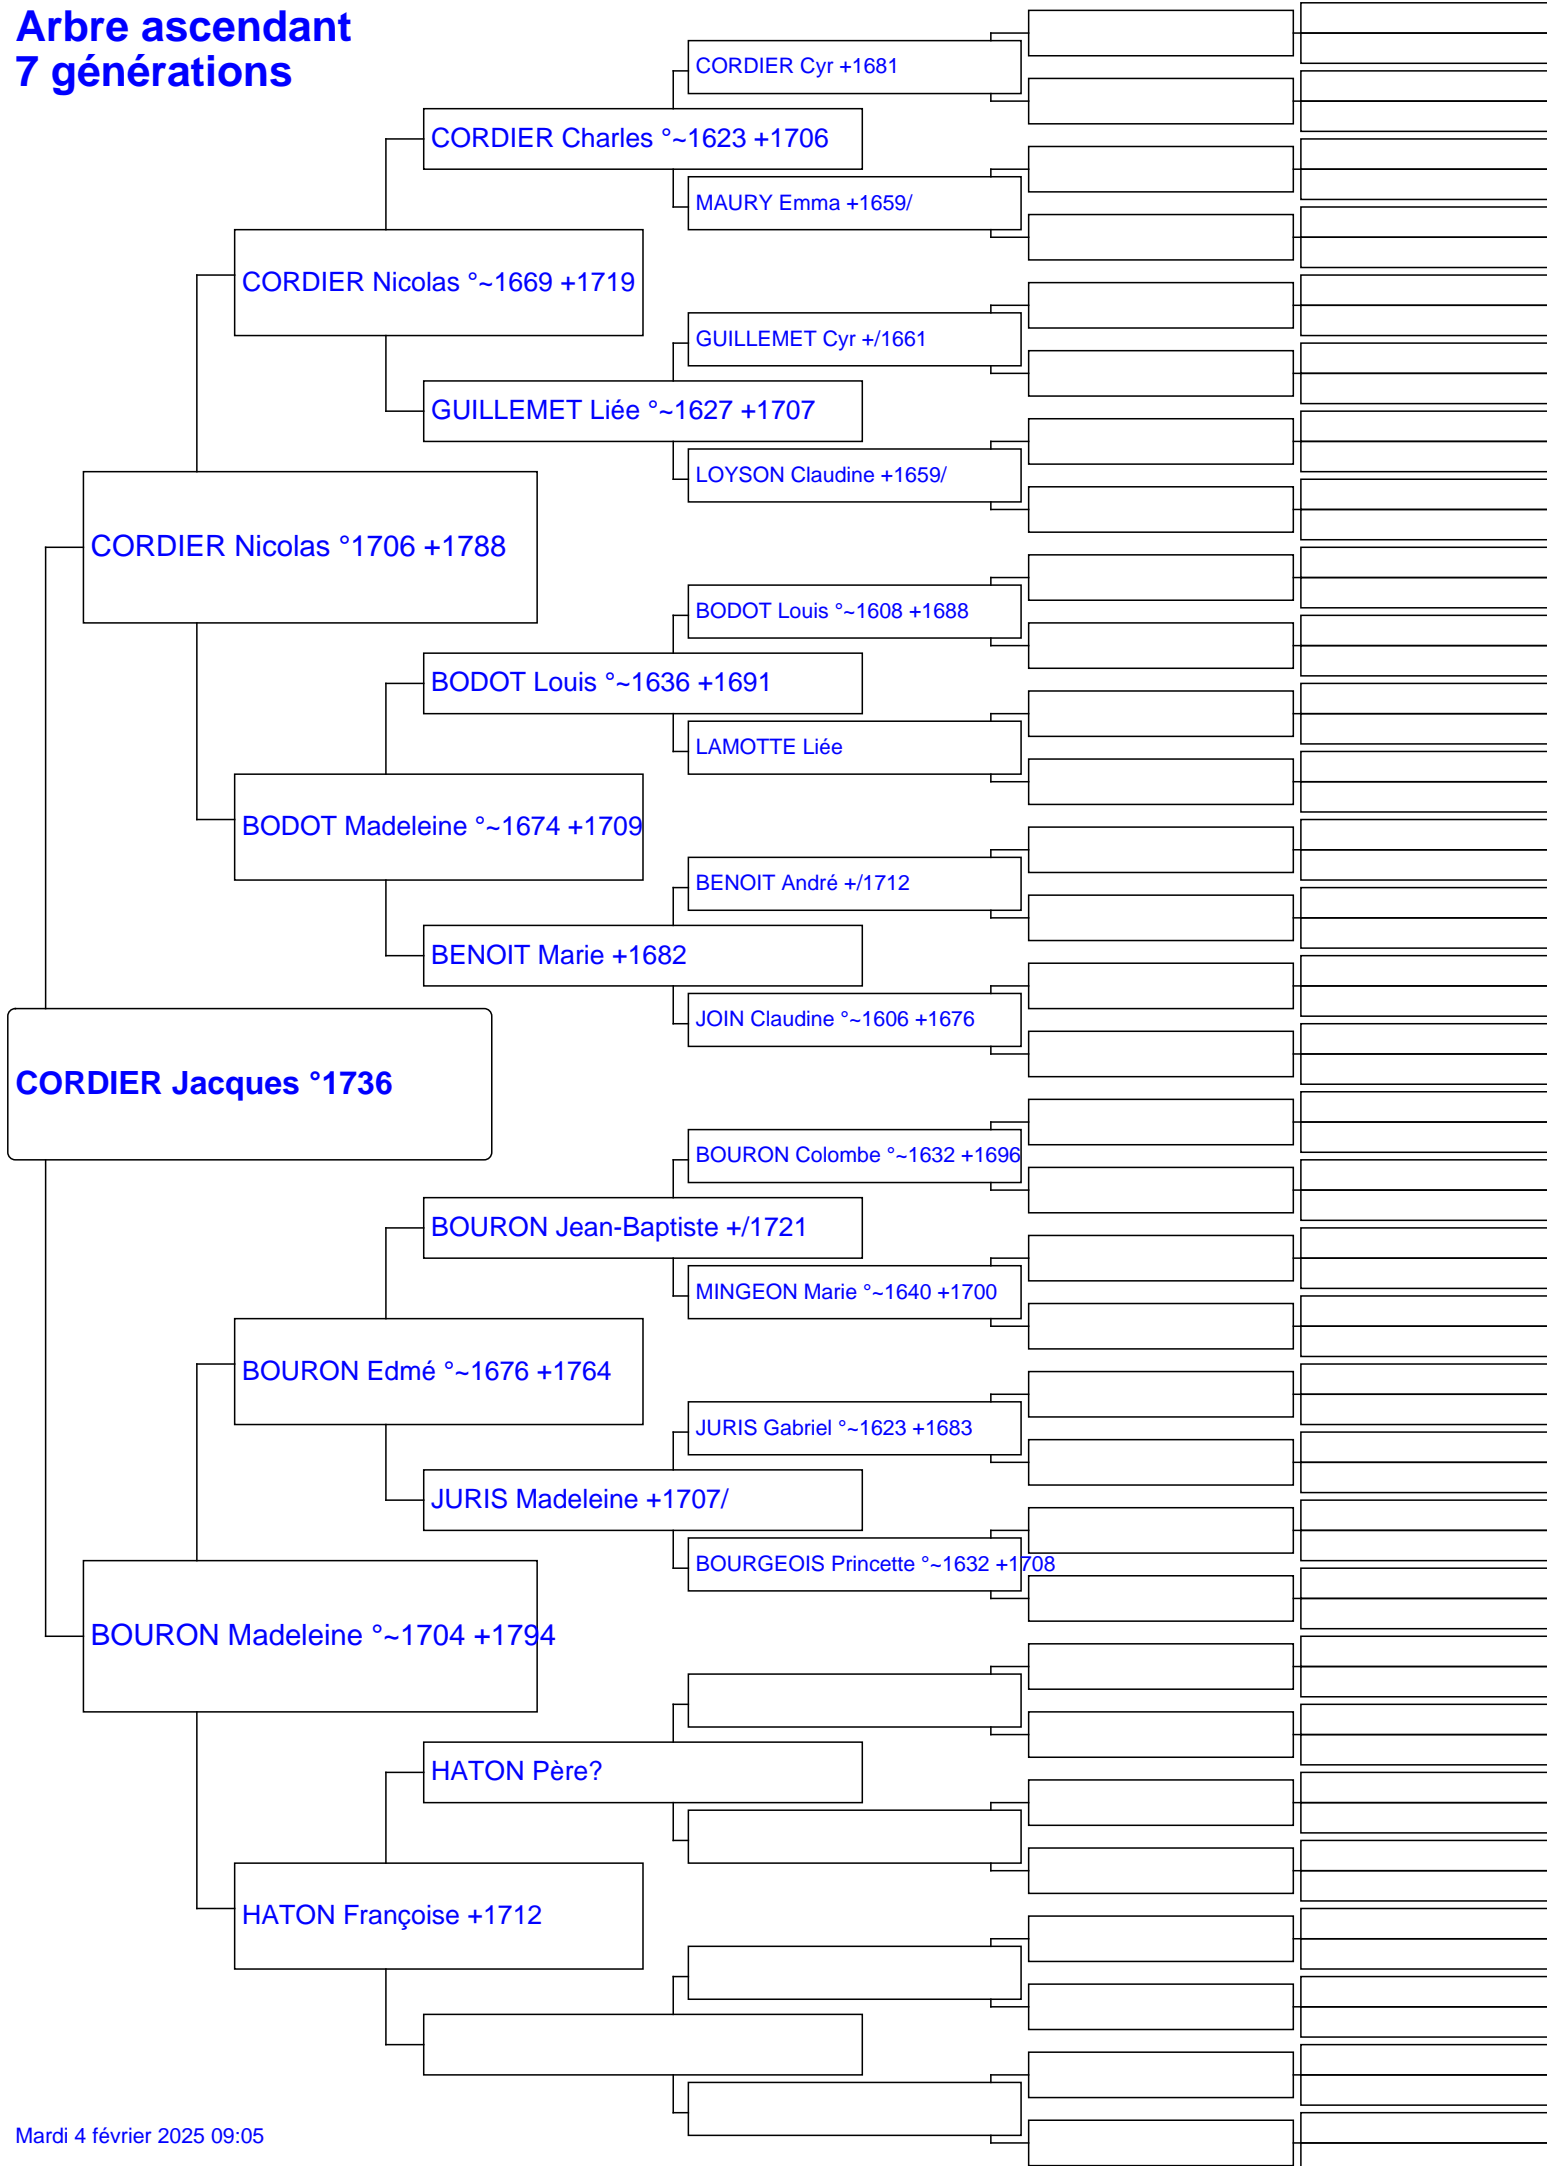 Arbre ascendant
7 générations
CORDIER Cyr +1681
CORDIER Charles °~1623 +1706
MAURY Emma +1659/
CORDIER Nicolas °~1669 +1719
GUILLEMET Cyr +/1661
GUILLEMET Liée °~1627 +1707
LOYSON Claudine +1659/
CORDIER Nicolas °1706 +1788
BODOT Louis °~1608 +1688
BODOT Louis °~1636 +1691
LAMOTTE Liée
BODOT Madeleine °~1674 +1709
BENOIT André +/1712
BENOIT Marie +1682
JOIN Claudine °~1606 +1676
CORDIER Jacques °1736
BOURON Colombe °~1632 +1696
BOURON Jean-Baptiste +/1721
MINGEON Marie °~1640 +1700
BOURON Edmé °~1676 +1764
JURIS Gabriel °~1623 +1683
JURIS Madeleine +1707/
BOURGEOIS Princette °~1632 +1708
BOURON Madeleine °~1704 +1794
HATON Père?
HATON Françoise +1712
Mardi 4 février 2025 09:05